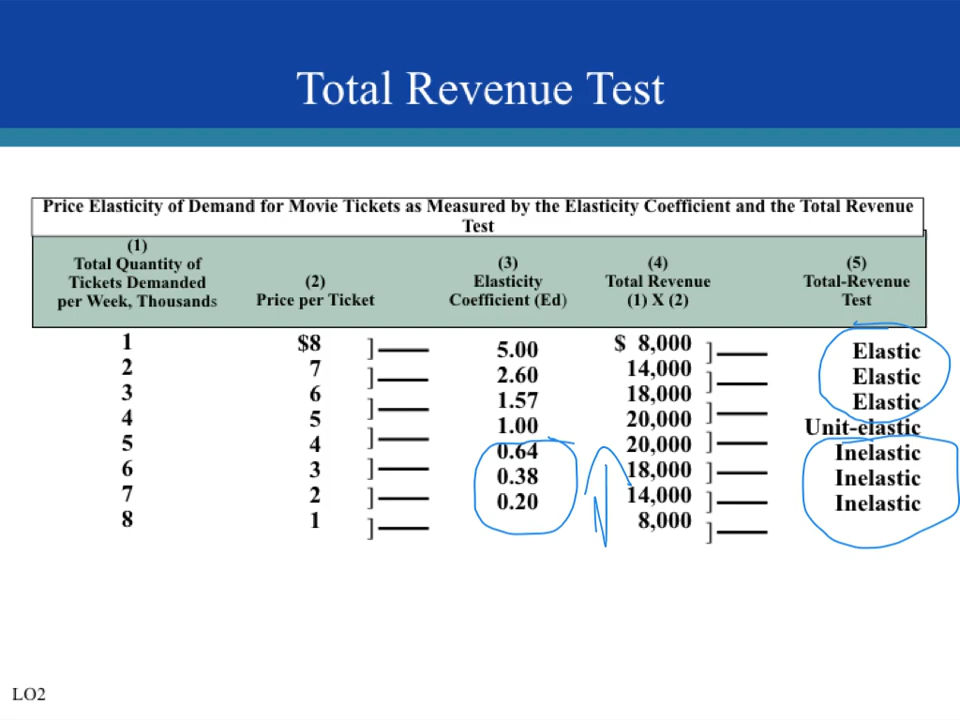 Total Revenue Test
Price Elasticity of Demand for Movie Tickets as Measured by the Elasticity Coefficient and the Total Revenue
Test
(1)
Total Quantity of
Tickets Demanded
per Week, Thousands
(2)
Price per Ticket
(3)
Elasticity
Coefficient (Ed)
(4)
Total Revenue
(1) X (2)
(5)
Total-Revenue
Test
1 $8 ] 5.00 $ 8,000 ] Elastic
2 7 ] 2.60 14,000 ] Elastic
3 6 ] 1.57 18,000 ] Elastic
4 5 ] 1.00 20,000 ] Unit-elastic
5 4 ] 0.64 20,000 ] Inelastic
6 3 ] 0.38 18,000 ] Inelastic
7 2 ] 0.20 14,000 ] Inelastic
8 1 8,000
LO2